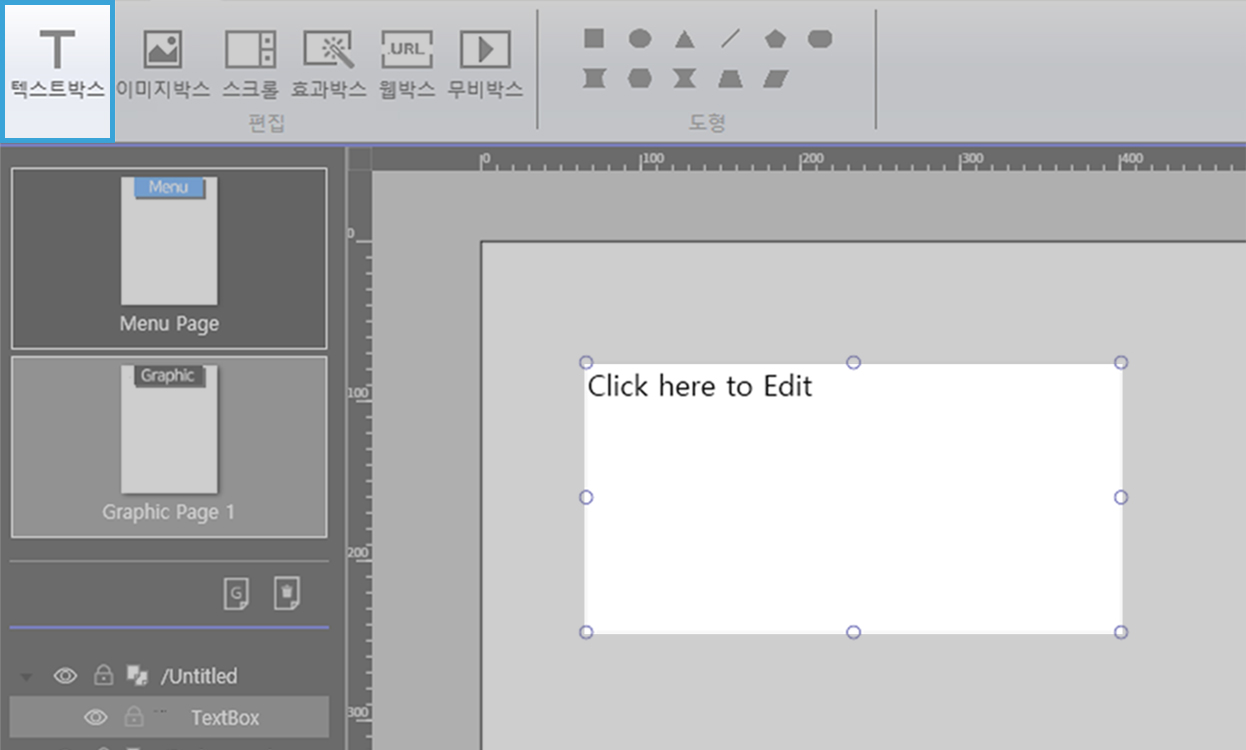 T
.URL
텍스트박스 이미지박스 스크롤 효과박스 웹박스 무비박스
편집
도형
0 100 200 300 400
Menu
0
Menu Page
Graphic
Click here to Edit
100
Graphic Page 1
200
G
/Untitled
TextBox
300